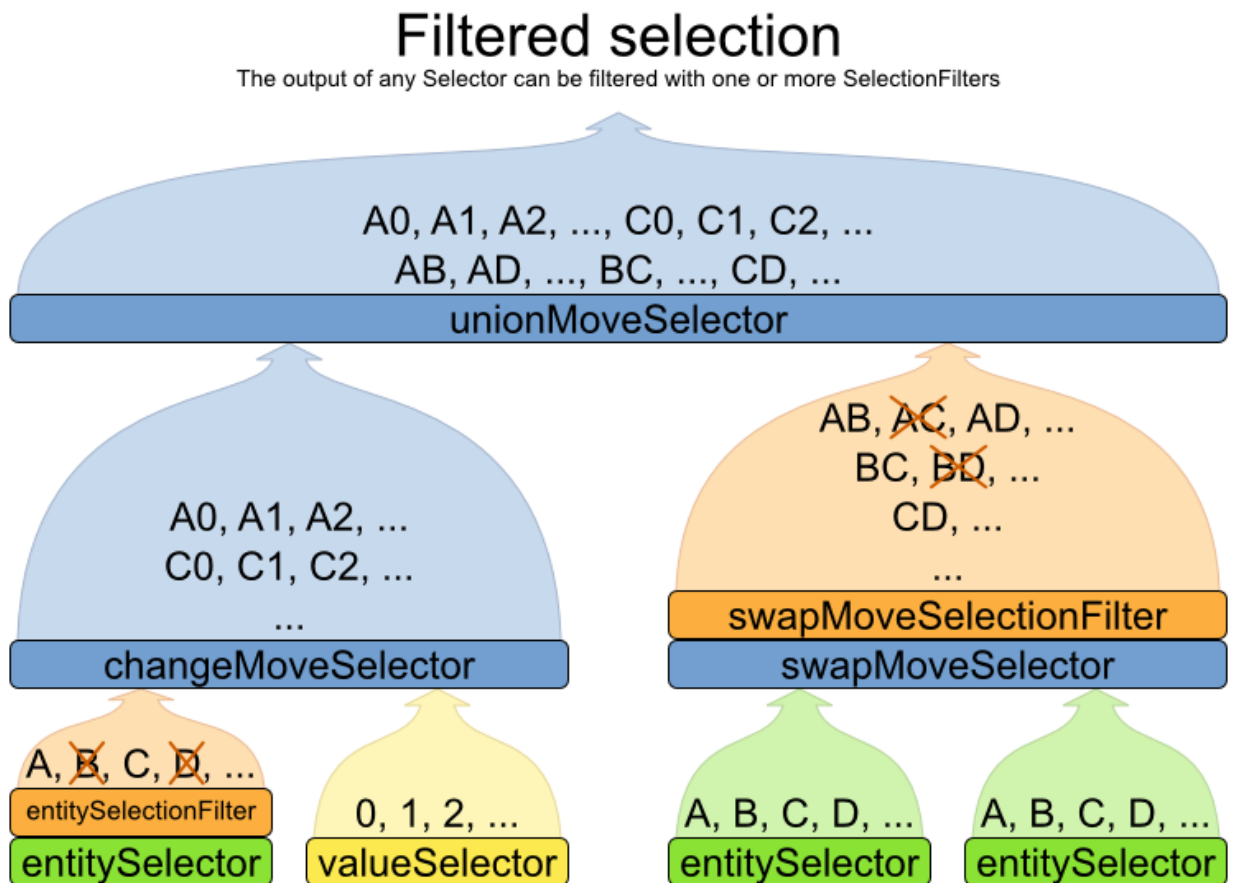 Filtered selection
The output of any Selector can be filtered with one or more SelectionFilters
A0, A1, A2, ..., C0, C1, C2, ...
AB, AD, ..., BC, ..., CD, ...
unionMoveSelector
A0, A1, A2, ...
C0, C1, C2, ...
...
changeMoveSelector
AB, AC, AD, ...
BC, BD, ...
CD, ...
...
swapMoveSelectionFilter
swapMoveSelector
A, B, C, D, ...
entitySelectionFilter
entitySelector
0, 1, 2, ...
valueSelector
A, B, C, D, ...
entitySelector
A, B, C, D, ...
entitySelector